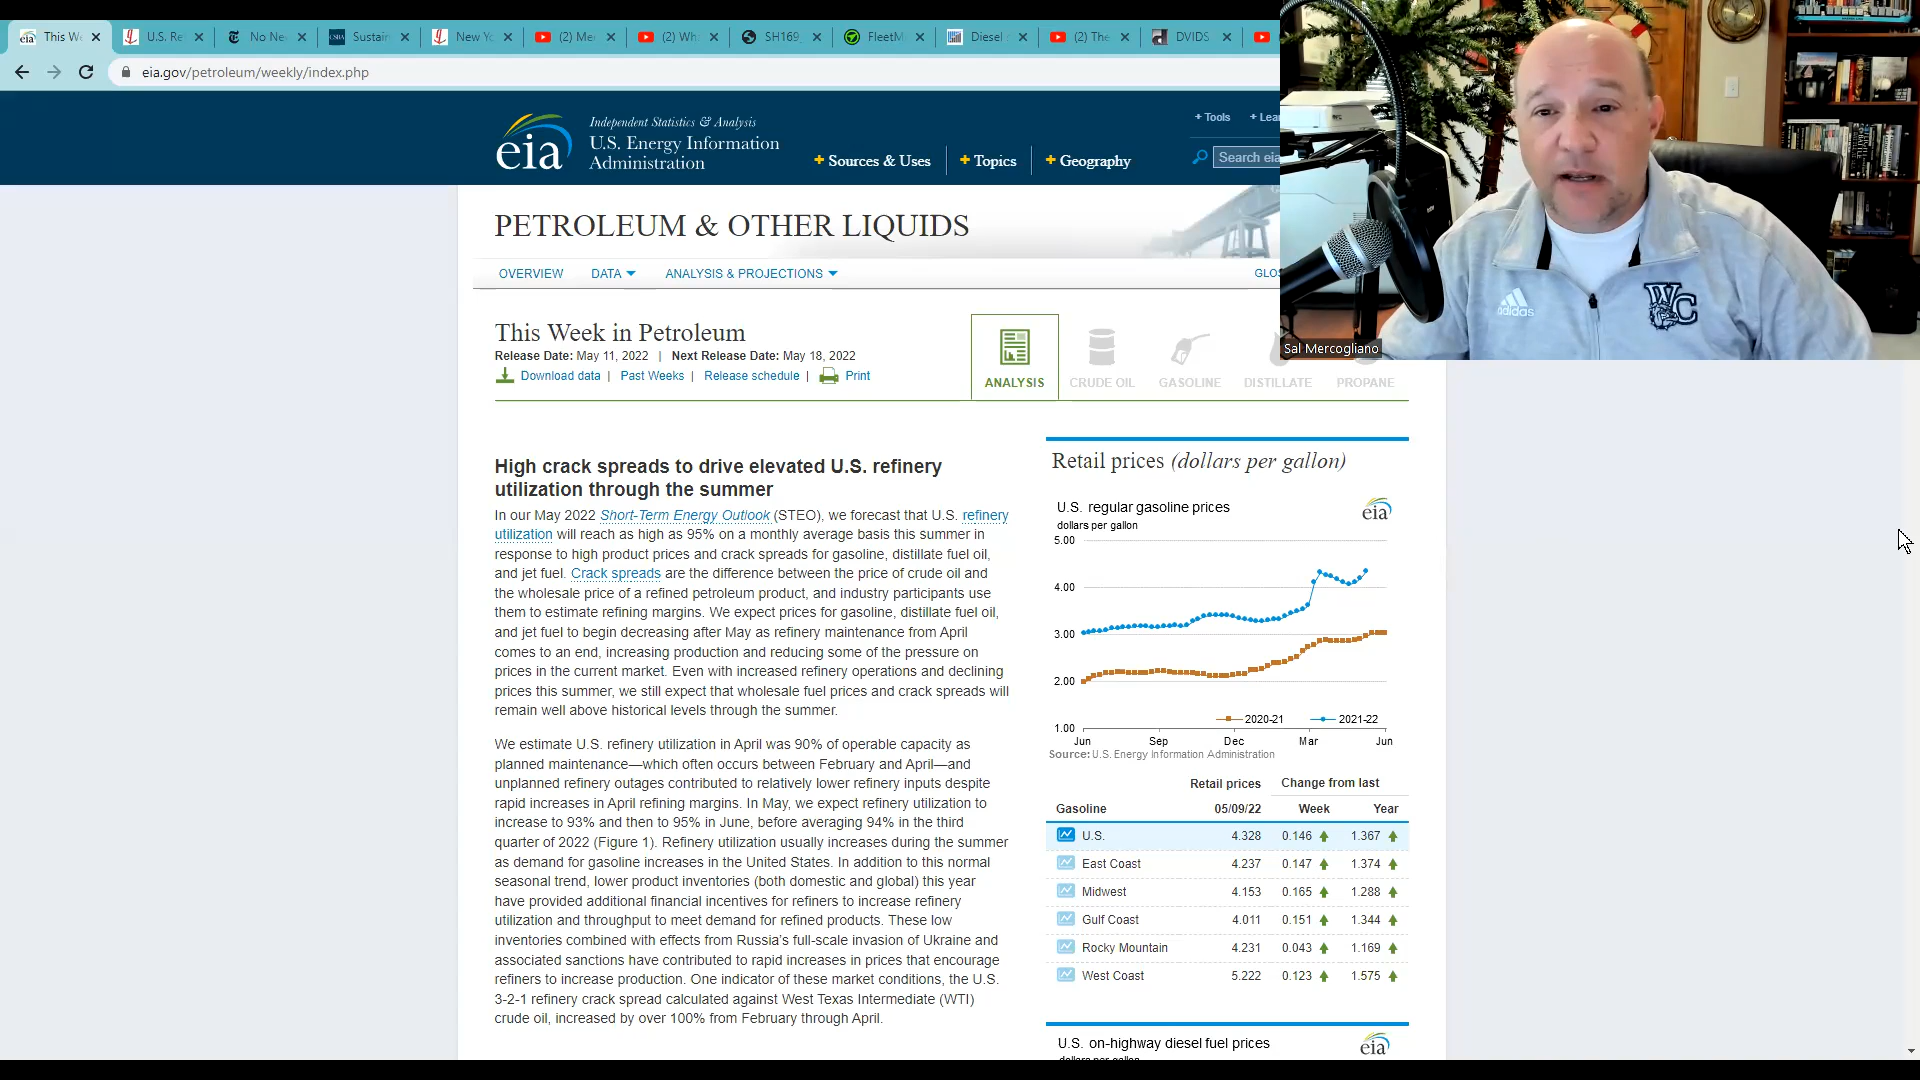 This W
U.S. Re
No Nee
Sustain
New Yo
(2) Me
(2) Wh
SH169_
FleetM
Diesel
(2) The
DVIDS
eia.gov/petroleum/weekly/index.php
eia
Independent Statistics & Analysis
U.S. Energy Information
Administration
+ Sources & Uses
+ Topics
+ Geography
+ Tools
+ Lea
Search eia
PETROLEUM & OTHER LIQUIDS
OVERVIEW
DATA
ANALYSIS & PROJECTIONS
GLOS
adidas
WC
Sal Mercogliano
This Week in Petroleum
Release Date: May 11, 2022 | Next Release Date: May 18, 2022
Download data | Past Weeks | Release schedule | Print
ANALYSIS
CRUDE OIL
GASOLINE
DISTILLATE
PROPANE
High crack spreads to drive elevated U.S. refinery
utilization through the summer
In our May 2022 Short-Term Energy Outlook (STEO), we forecast that U.S. refinery
utilization will reach as high as 95% on a monthly average basis this summer in
response to high product prices and crack spreads for gasoline, distillate fuel oil,
and jet fuel. Crack spreads are the difference between the price of crude oil and
the wholesale price of a refined petroleum product, and industry participants use
them to estimate refining margins. We expect prices for gasoline, distillate fuel oil,
and jet fuel to begin decreasing after May as refinery maintenance from April
comes to an end, increasing production and reducing some of the pressure on
prices in the current market. Even with increased refinery operations and declining
prices this summer, we still expect that wholesale fuel prices and crack spreads will
remain well above historical levels through the summer.
We estimate U.S. refinery utilization in April was 90% of operable capacity as
planned maintenance—which often occurs between February and April—and
unplanned refinery outages contributed to relatively lower refinery inputs despite
rapid increases in April refining margins. In May, we expect refinery utilization to
increase to 93% and then to 95% in June, before averaging 94% in the third
quarter of 2022 (Figure 1). Refinery utilization usually increases during the summer
as demand for gasoline increases in the United States. In addition to this normal
seasonal trend, lower product inventories (both domestic and global) this year
have provided additional financial incentives for refiners to increase refinery
utilization and throughput to meet demand for refined products. These low
inventories combined with effects from Russia's full-scale invasion of Ukraine and
associated sanctions have contributed to rapid increases in prices that encourage
refiners to increase production. One indicator of these market conditions, the U.S.
3-2-1 refinery crack spread calculated against West Texas Intermediate (WTI)
crude oil, increased by over 100% from February through April.
Retail prices (dollars per gallon)
U.S. regular gasoline prices
dollars per gallon
eia
5.00
4.00
3.00
2.00
1.00
2020-21 2021-22
Jun Sep Dec Mar Jun
Source: U.S. Energy Information Administration
Retail prices Change from last
Gasoline 05/09/22 Week Year
U.S. 4.328 0.146 1.367
East Coast 4.237 0.147 1.374
Midwest 4.153 0.165 1.288
Gulf Coast 4.011 0.151 1.344
Rocky Mountain 4.231 0.043 1.169
West Coast 5.222 0.123 1.575
U.S. on-highway diesel fuel prices
eia
dollars per gallon